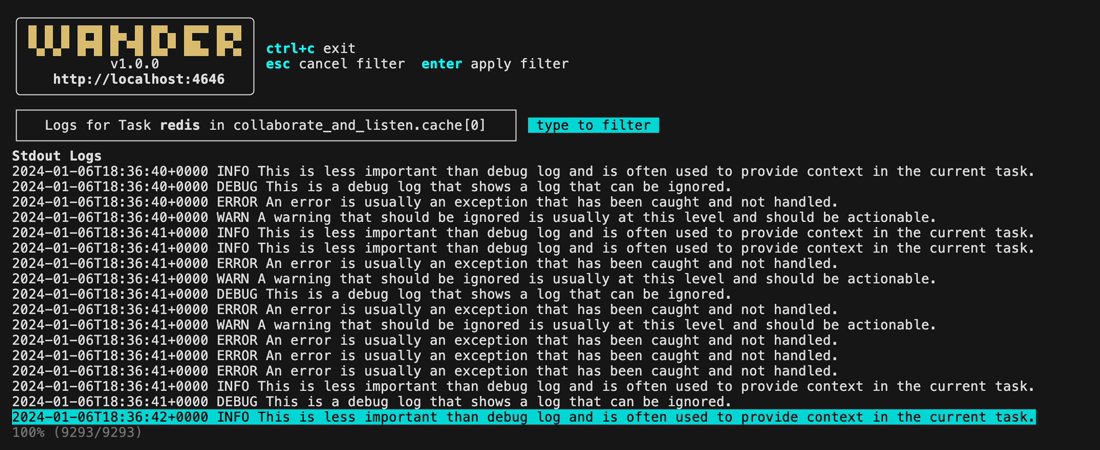 WANDER
v1.0.0
http://localhost:4646
ctrl+c exit
esc cancel filter  enter apply filter
Logs for Task redis in collaborate_and_listen.cache[0]
type to filter
Stdout Logs
2024-01-06T18:36:40+0000 INFO This is less important than debug log and is often used to provide context in the current task.
2024-01-06T18:36:40+0000 DEBUG This is a debug log that shows a log that can be ignored.
2024-01-06T18:36:40+0000 ERROR An error is usually an exception that has been caught and not handled.
2024-01-06T18:36:40+0000 WARN A warning that should be ignored is usually at this level and should be actionable.
2024-01-06T18:36:41+0000 INFO This is less important than debug log and is often used to provide context in the current task.
2024-01-06T18:36:41+0000 INFO This is less important than debug log and is often used to provide context in the current task.
2024-01-06T18:36:41+0000 ERROR An error is usually an exception that has been caught and not handled.
2024-01-06T18:36:41+0000 WARN A warning that should be ignored is usually at this level and should be actionable.
2024-01-06T18:36:41+0000 DEBUG This is a debug log that shows a log that can be ignored.
2024-01-06T18:36:41+0000 ERROR An error is usually an exception that has been caught and not handled.
2024-01-06T18:36:41+0000 WARN A warning that should be ignored is usually at this level and should be actionable.
2024-01-06T18:36:41+0000 ERROR An error is usually an exception that has been caught and not handled.
2024-01-06T18:36:41+0000 ERROR An error is usually an exception that has been caught and not handled.
2024-01-06T18:36:41+0000 ERROR An error is usually an exception that has been caught and not handled.
2024-01-06T18:36:41+0000 INFO This is less important than debug log and is often used to provide context in the current task.
2024-01-06T18:36:41+0000 DEBUG This is a debug log that shows a log that can be ignored.
2024-01-06T18:36:42+0000 INFO This is less important than debug log and is often used to provide context in the current task.
100% (9293/9293)